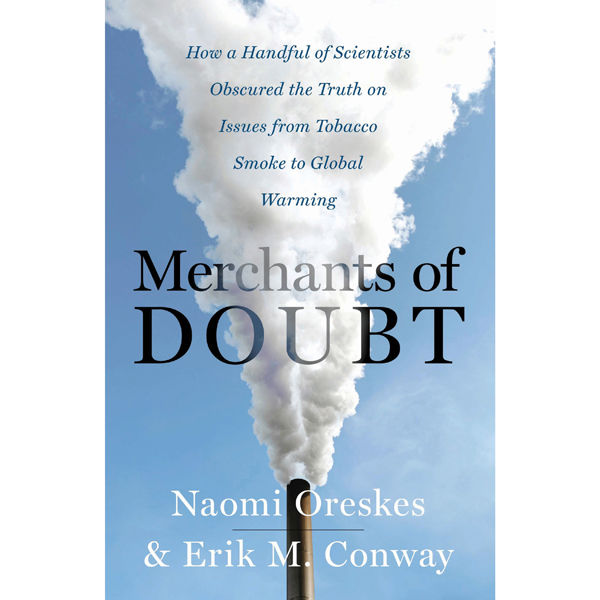 How a Handful of Scientists
Obscured the Truth on
Issues from Tobacco
Smoke to Global
Warming
Merchants of
DOUBT
Naomi Oreskes
& Erik M. Conway